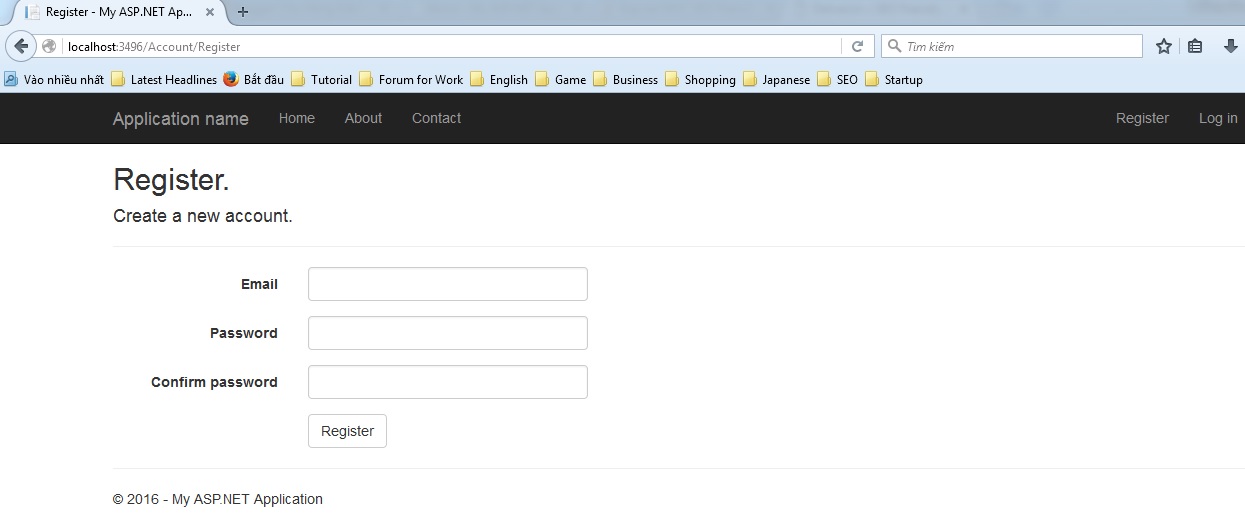 Register - My ASP.NET Ap...
localhost:3496/Account/Register
Tìm kiếm
Vào nhiều nhất Latest Headlines Bắt đầu Tutorial Forum for Work English Game Business Shopping Japanese SEO Startup
Application name Home About Contact Register Log in
Register.
Create a new account.
Email
Password
Confirm password
Register
© 2016 - My ASP.NET Application